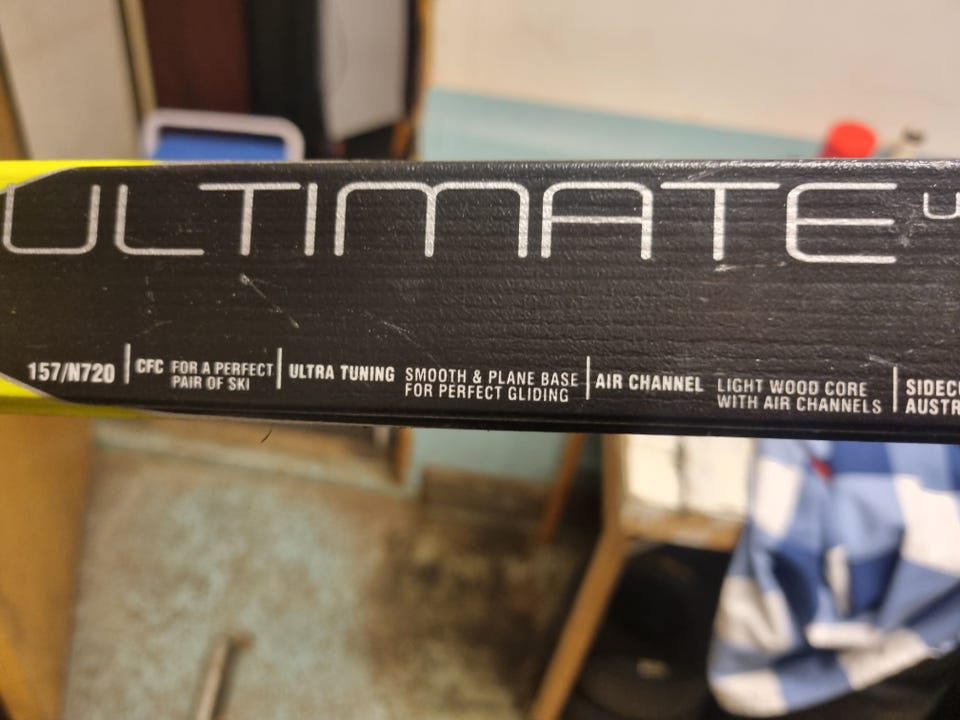 ULTIMATE
157/N720
CFC FOR A PERFECT
PAIR OF SKI
ULTRA TUNING
SMOOTH & PLANE BASE
FOR PERFECT GLIDING
AIR CHANNEL
LIGHT WOOD CORE
WITH AIR CHANNELS